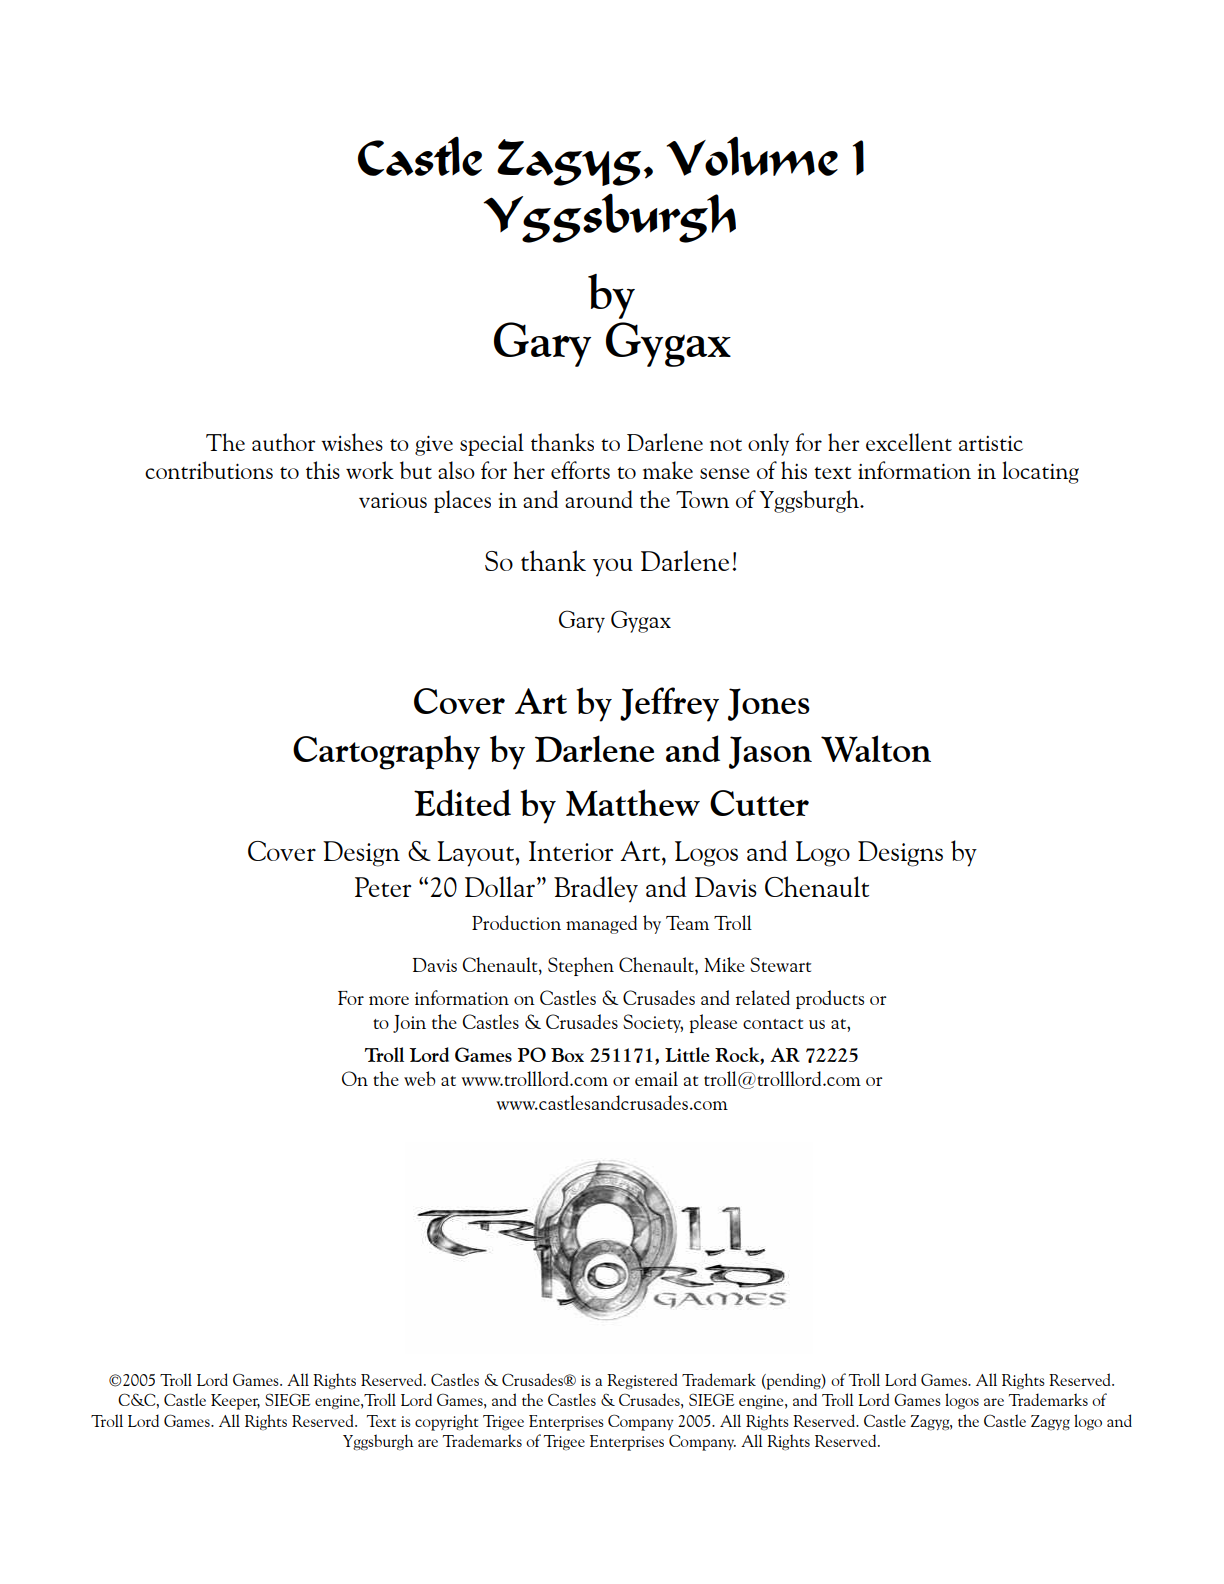 Castle Zagyg, Volume 1
Yggsburgh
by
Gary Gygax
The author wishes to give special thanks to Darlene not only for her excellent artistic
contributions to this work but also for her efforts to make sense of his text information in locating
various places in and around the Town of Yggsburgh.
So thank you Darlene!
Gary Gygax
Cover Art by Jeffrey Jones
Cartography by Darlene and Jason Walton
Edited by Matthew Cutter
Cover Design & Layout, Interior Art, Logos and Logo Designs by
Peter “20 Dollar” Bradley and Davis Chenault
Production managed by Team Troll
Davis Chenault, Stephen Chenault, Mike Stewart
For more information on Castles & Crusades and related products or
to Join the Castles & Crusades Society, please contact us at,
Troll Lord Games PO Box 251171, Little Rock, AR 72225
On the web at www.trolllord.com or email at troll@trolllord.com or
www.castlesandcrusades.com
Troll
Lord
Games
©2005 Troll Lord Games. All Rights Reserved. Castles & Crusades® is a Registered Trademark (pending) of Troll Lord Games. All Rights Reserved.
C&C, Castle Keeper, SIEGE engine,Troll Lord Games, and the Castles & Crusades, SIEGE engine, and Troll Lord Games logos are Trademarks of
Troll Lord Games. All Rights Reserved.  Text is copyright Trigee Enterprises Company 2005. All Rights Reserved. Castle Zagyg, the Castle Zagyg logo and
Yggsburgh are Trademarks of Trigee Enterprises Company. All Rights Reserved.